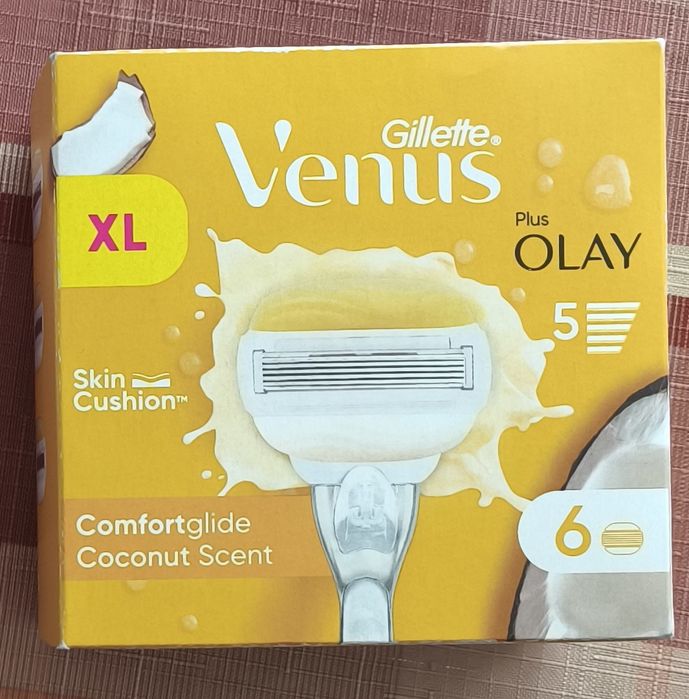 Gillette®
Venus
Plus
OLAY
XL
5
Skin
Cushion™
Comfortglide
Coconut Scent
6